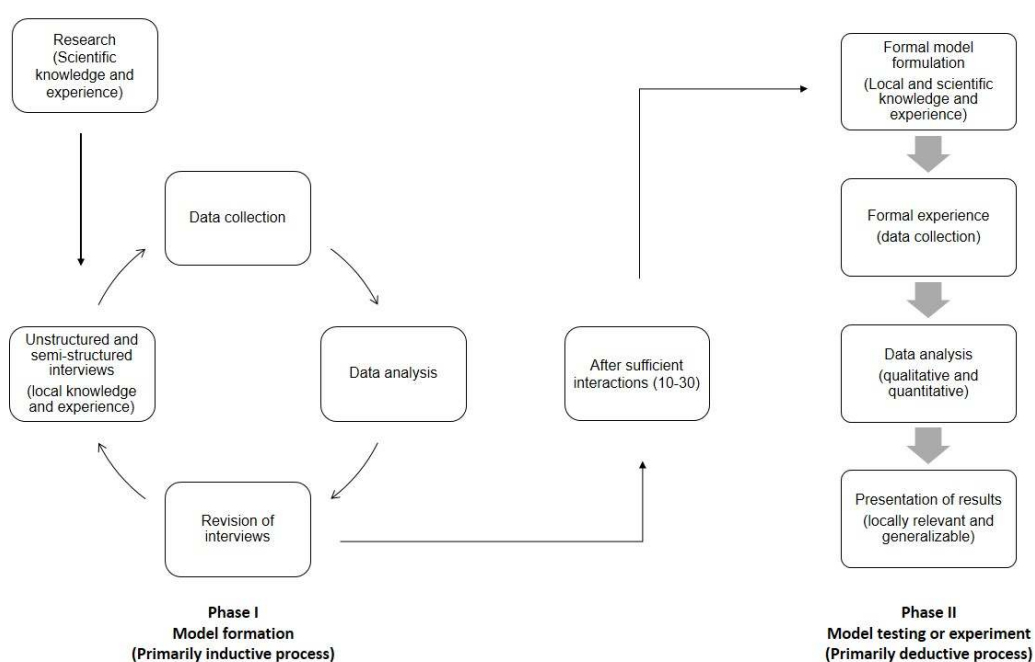 Research
(Scientific
knowledge and
experience)
Data collection
Unstructured and
semi-structured
interviews
(local knowledge
and experience)
Data analysis
Revision of
interviews
After sufficient
interactions (10-30)
Formal model
formulation
(Local and scientific
knowledge and
experience)
Formal experience
(data collection)
Data analysis
(qualitative and
quantitative)
Presentation of results
(locally relevant and
generalizable)
Phase I
Model formation
(Primarily inductive process)
Phase II
Model testing or experiment
(Primarily deductive process)